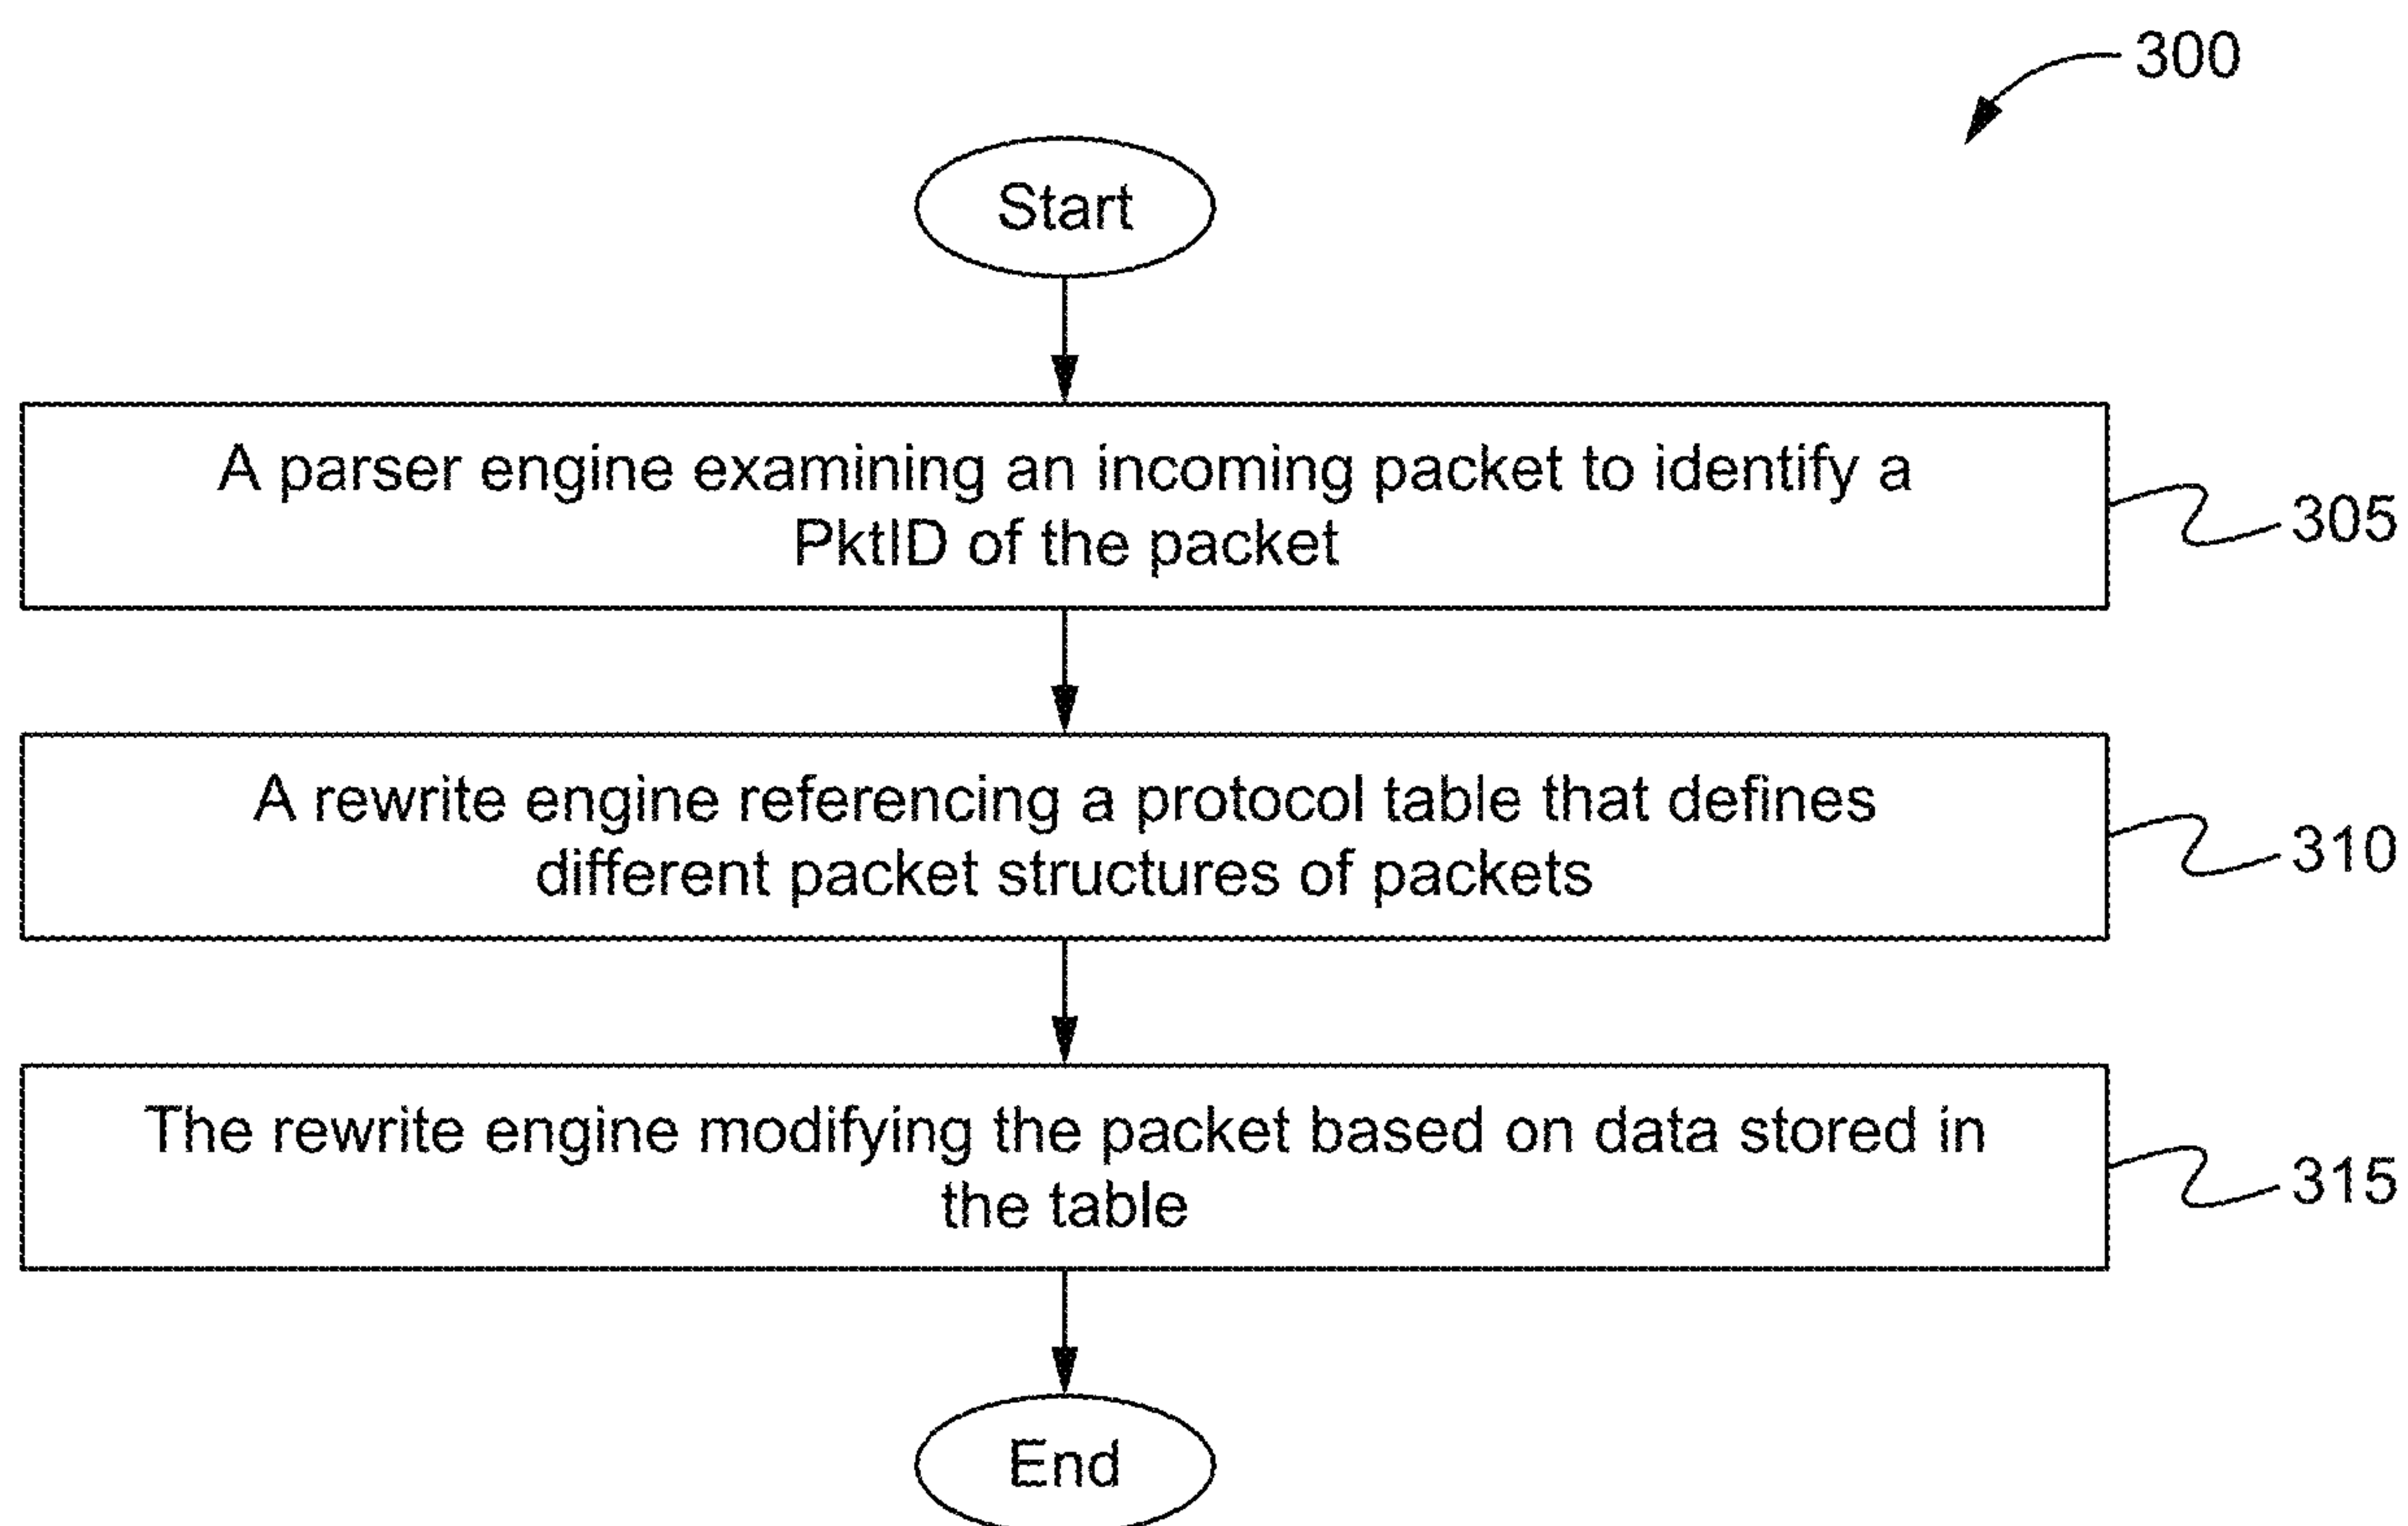 300
Start
A parser engine examining an incoming packet to identify a
PktID of the packet
305
A rewrite engine referencing a protocol table that defines
different packet structures of packets
310
The rewrite engine modifying the packet based on data stored in
the table
315
End